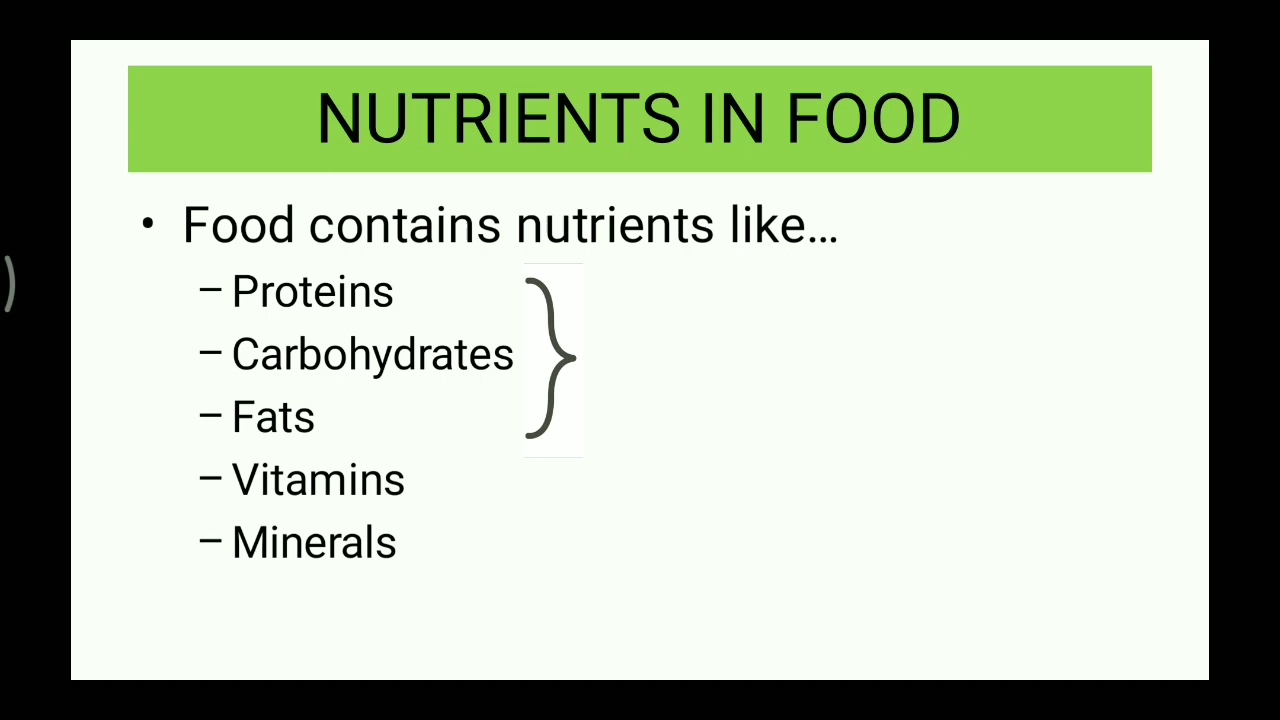 NUTRIENTS IN FOOD
• Food contains nutrients like…
– Proteins
– Carbohydrates
– Fats
– Vitamins
– Minerals